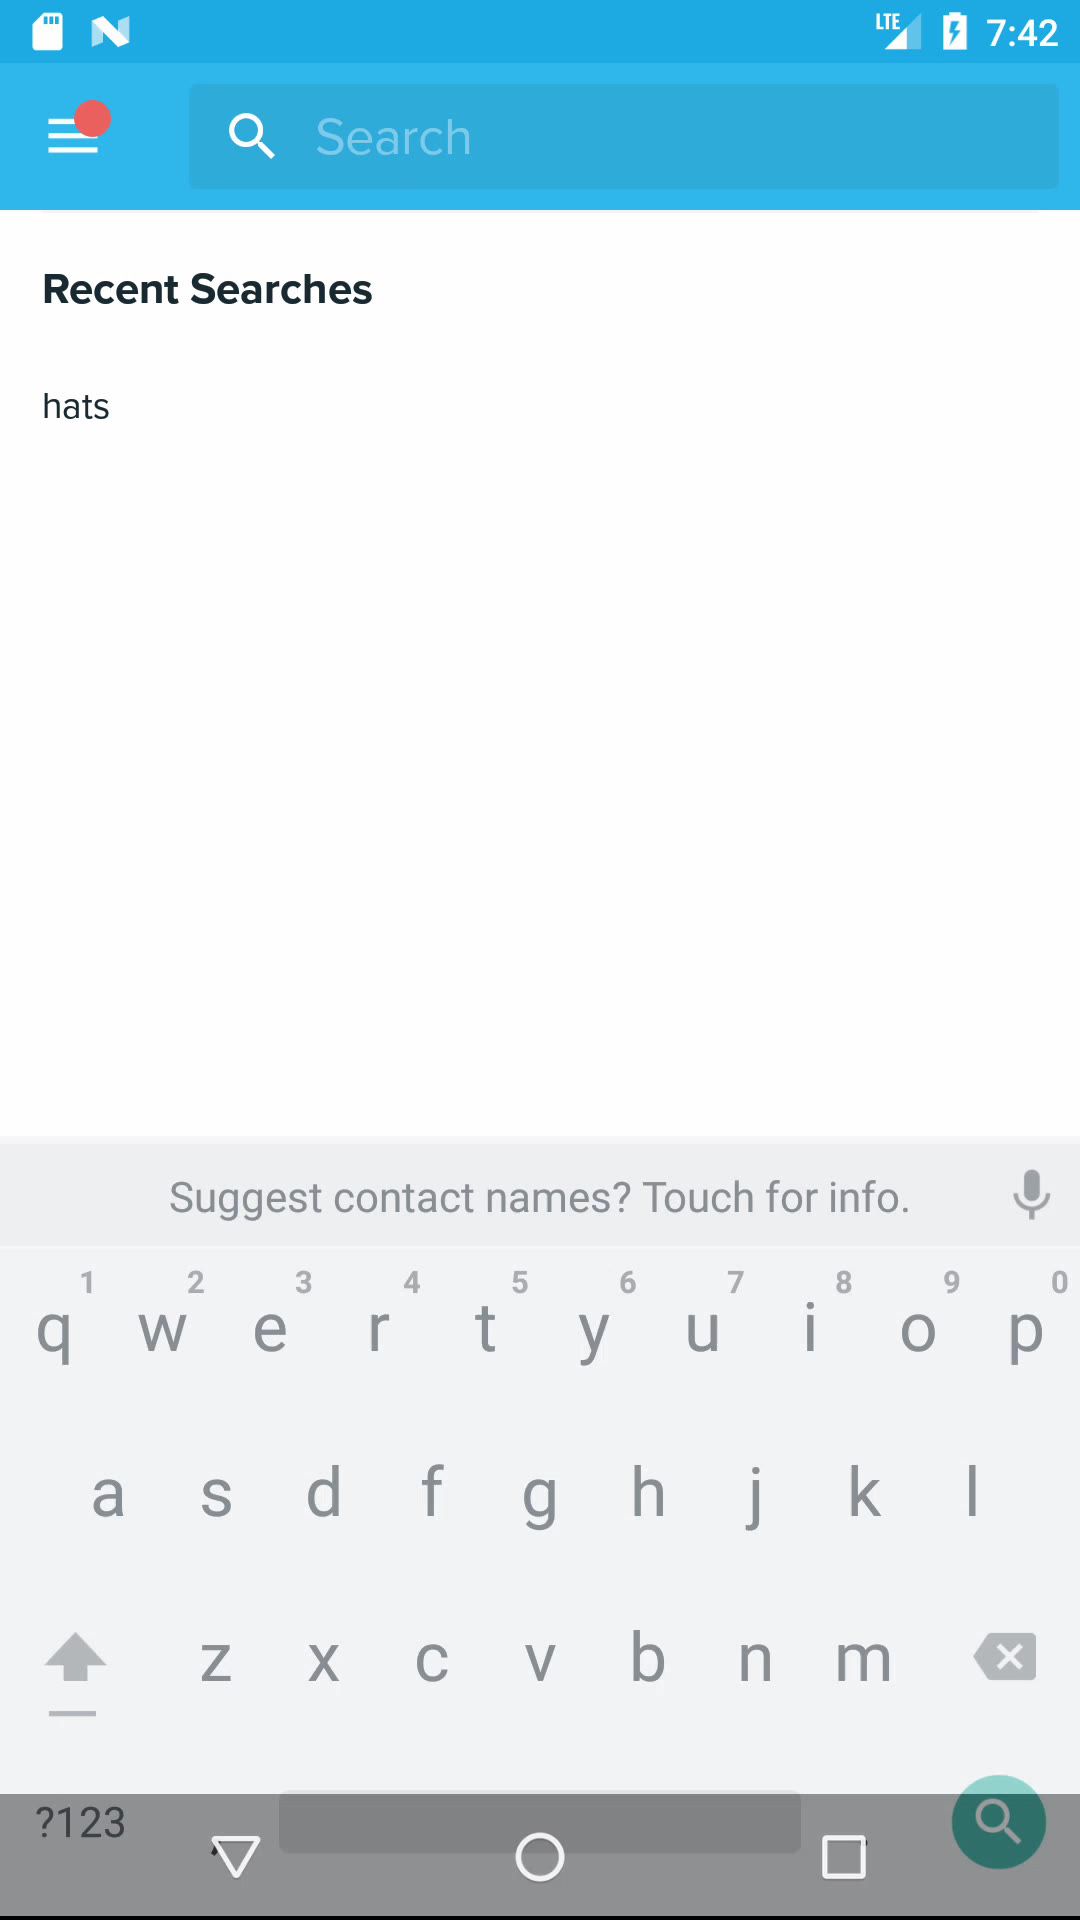 LTE 7:42
Search
Recent Searches
hats
Suggest contact names? Touch for info.
1 2 3 4 5 6 7 8 9 0
q w e r t y u i o p
a s d f g h j k l
z x c v b n m
?123